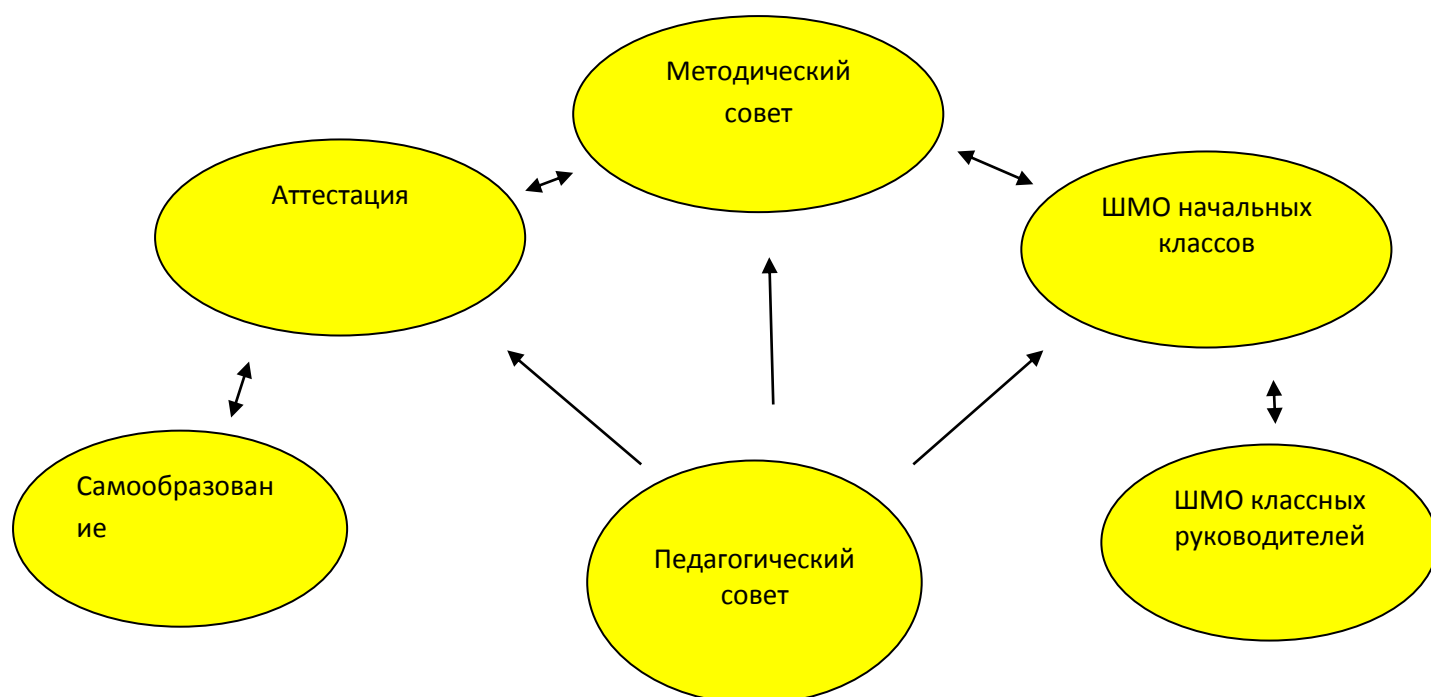 Методический
совет
Аттестация
ШМО начальных
классов
Самообразован
ие
ШМО классных
руководителей
Педагогический
совет